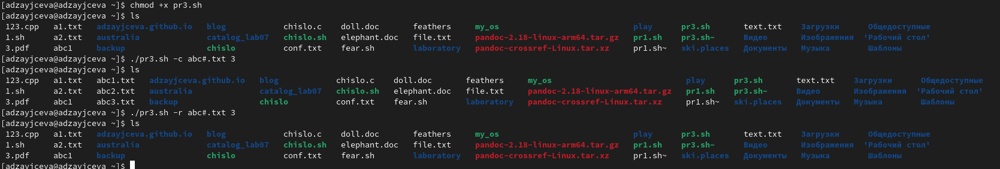 [adzayjceva@adzayjceva ~]$ chmod +x pr3.sh
[adzayjceva@adzayjceva ~]$ ls
123.cpp a1.txt adzayjceva.github.io blog chislo.c doll.doc feathers my_os play pr3.sh text.txt Загрузки Общедоступные
1.sh a2.txt australia catalog_lab07 chislo.sh elephant.doc file.txt pandoc-2.18-linux-arm64.tar.gz pr1.sh pr3.sh~ Видео Изображения 'Рабочий стол'
3.pdf abc1 backup chislo conf.txt fear.sh laboratory pandoc-crossref-Linux.tar.xz pr1.sh~ ski.places Документы Музыка Шаблоны
[adzayjceva@adzayjceva ~]$ ./pr3.sh -c abc#.txt 3
[adzayjceva@adzayjceva ~]$ ls
123.cpp a1.txt abc1.txt adzayjceva.github.io blog chislo.c doll.doc feathers my_os play pr3.sh text.txt Загрузки Общедоступные
1.sh a2.txt abc2.txt australia catalog_lab07 chislo.sh elephant.doc file.txt pandoc-2.18-linux-arm64.tar.gz pr1.sh pr3.sh~ Видео Изображения 'Рабочий стол'
3.pdf abc1 abc3.txt backup chislo conf.txt fear.sh laboratory pandoc-crossref-Linux.tar.xz pr1.sh~ ski.places Документы Музыка Шаблоны
[adzayjceva@adzayjceva ~]$ ./pr3.sh -r abc#.txt 3
[adzayjceva@adzayjceva ~]$ ls
123.cpp a1.txt adzayjceva.github.io blog chislo.c doll.doc feathers my_os play pr3.sh text.txt Загрузки Общедоступные
1.sh a2.txt australia catalog_lab07 chislo.sh elephant.doc file.txt pandoc-2.18-linux-arm64.tar.gz pr1.sh pr3.sh~ Видео Изображения 'Рабочий стол'
3.pdf abc1 backup chislo conf.txt fear.sh laboratory pandoc-crossref-Linux.tar.xz pr1.sh~ ski.places Документы Музыка Шаблоны
[adzayjceva@adzayjceva ~]$